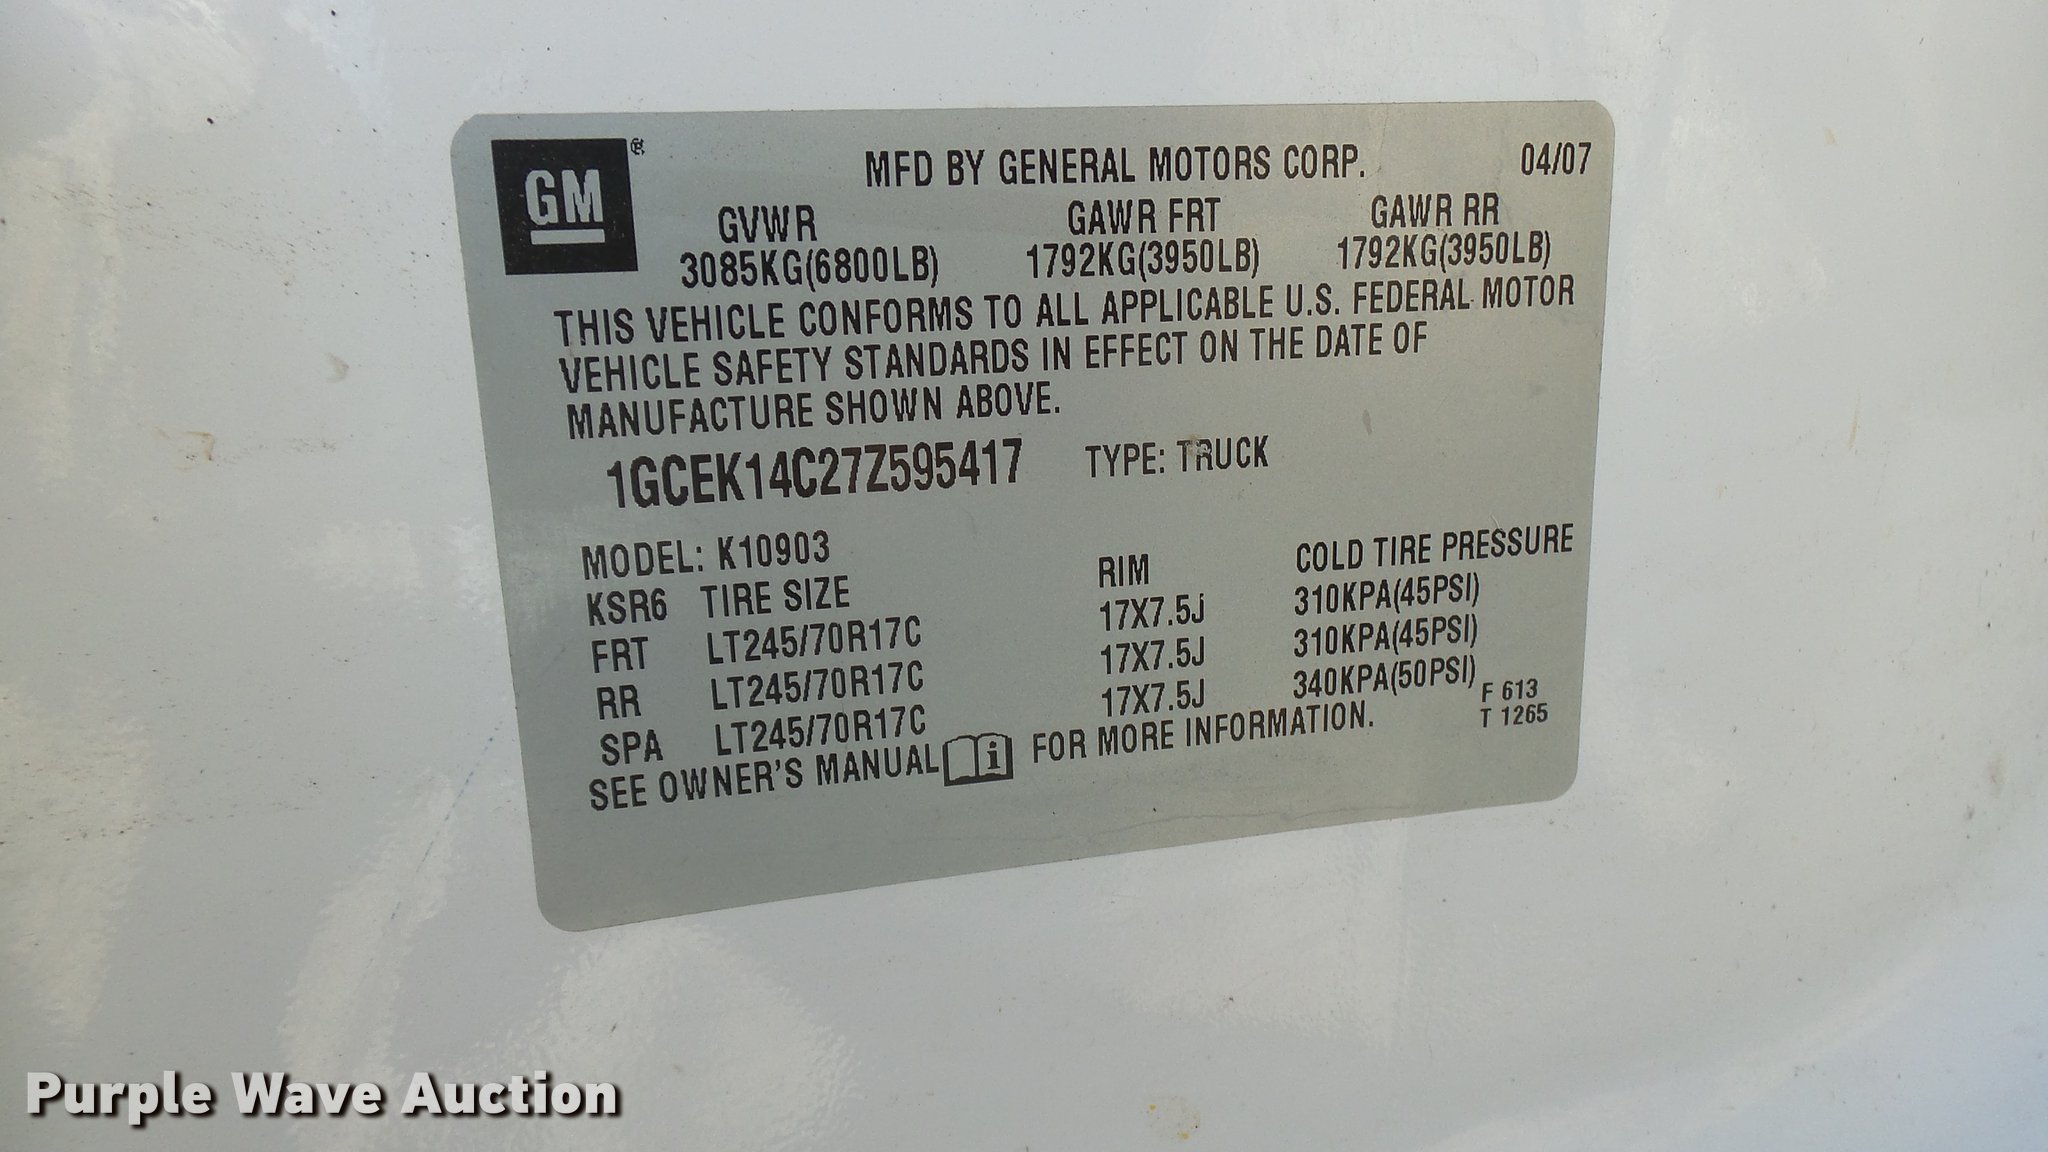 GM ®
MFD BY GENERAL MOTORS CORP. 04/07
GVWR GAWR FRT GAWR RR
3085KG(6800LB) 1792KG(3950LB) 1792KG(3950LB)
THIS VEHICLE CONFORMS TO ALL APPLICABLE U.S. FEDERAL MOTOR
VEHICLE SAFETY STANDARDS IN EFFECT ON THE DATE OF
MANUFACTURE SHOWN ABOVE.
1GCEK14C27Z595417 TYPE: TRUCK
MODEL: K10903
KSR6 TIRE SIZE RIM COLD TIRE PRESSURE
FRT LT245/70R17C 17X7.5J 310KPA(45PSI)
RR LT245/70R17C 17X7.5J 310KPA(45PSI)
SPA LT245/70R17C 17X7.5J 340KPA(50PSI)
SEE OWNER'S MANUAL i FOR MORE INFORMATION.
F 613
T 1265
Purple Wave Auction